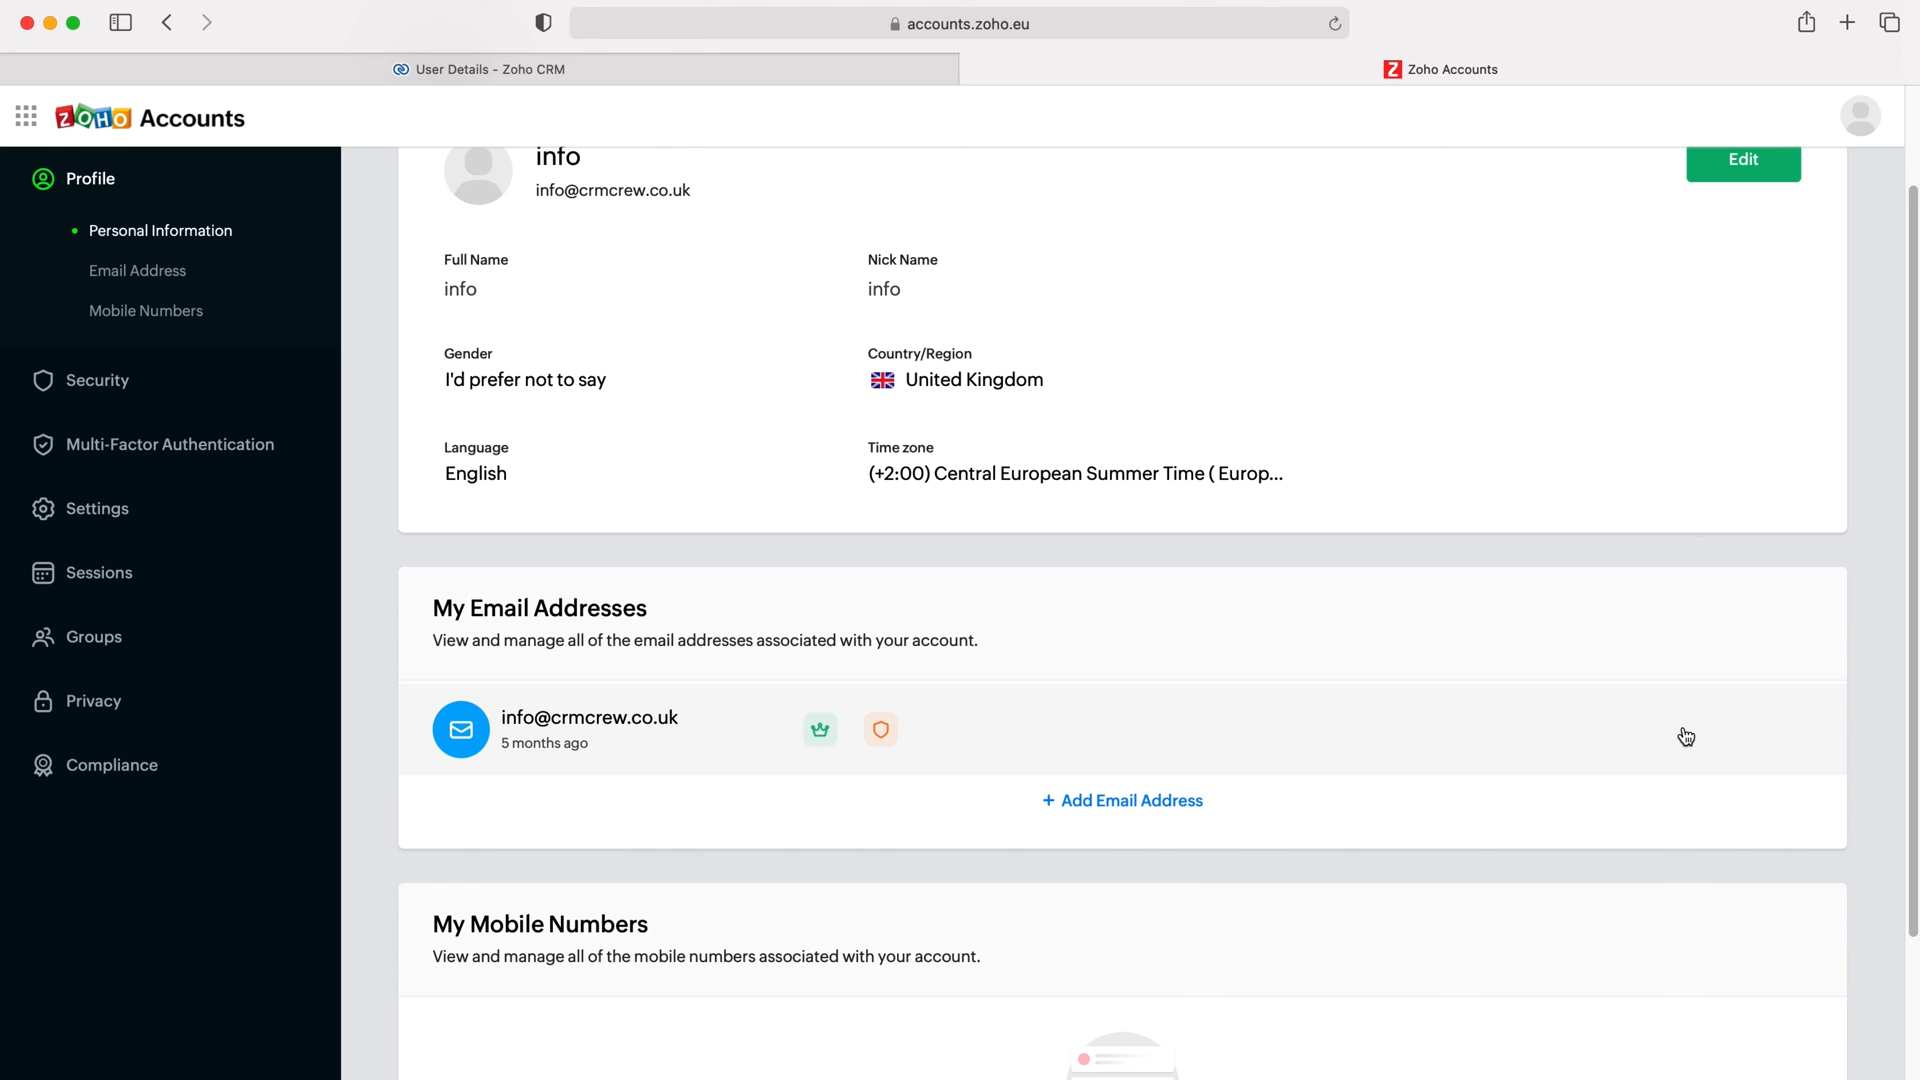 accounts.zoho.eu
User Details - Zoho CRM
Zoho Accounts
ZOHO Accounts
Profile
Personal Information
Email Address
Mobile Numbers
Security
Multi-Factor Authentication
Settings
Sessions
Groups
Privacy
Compliance
info
info@crmcrew.co.uk
Edit
Full Name
info
Nick Name
info
Gender
I'd prefer not to say
Country/Region
United Kingdom
Language
English
Time zone
(+2:00) Central European Summer Time ( Europ...
My Email Addresses
View and manage all of the email addresses associated with your account.
info@crmcrew.co.uk
5 months ago
+ Add Email Address
My Mobile Numbers
View and manage all of the mobile numbers associated with your account.